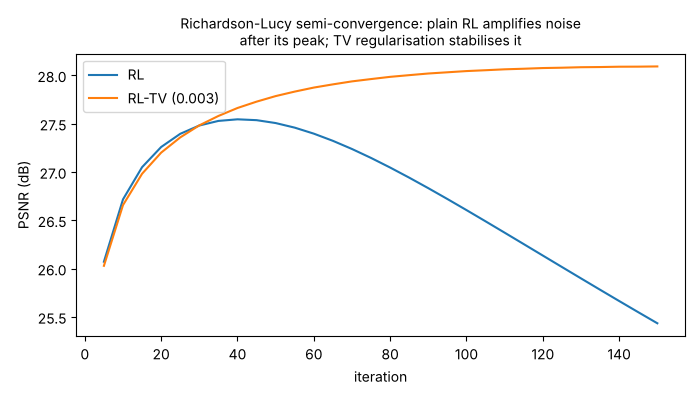 Richardson-Lucy semi-convergence: plain RL amplifies noise
after its peak; TV regularisation stabilises it
RL
RL-TV (0.003)
PSNR (dB)
28.0
27.5
27.0
26.5
26.0
25.5
0 20 40 60 80 100 120 140
iteration